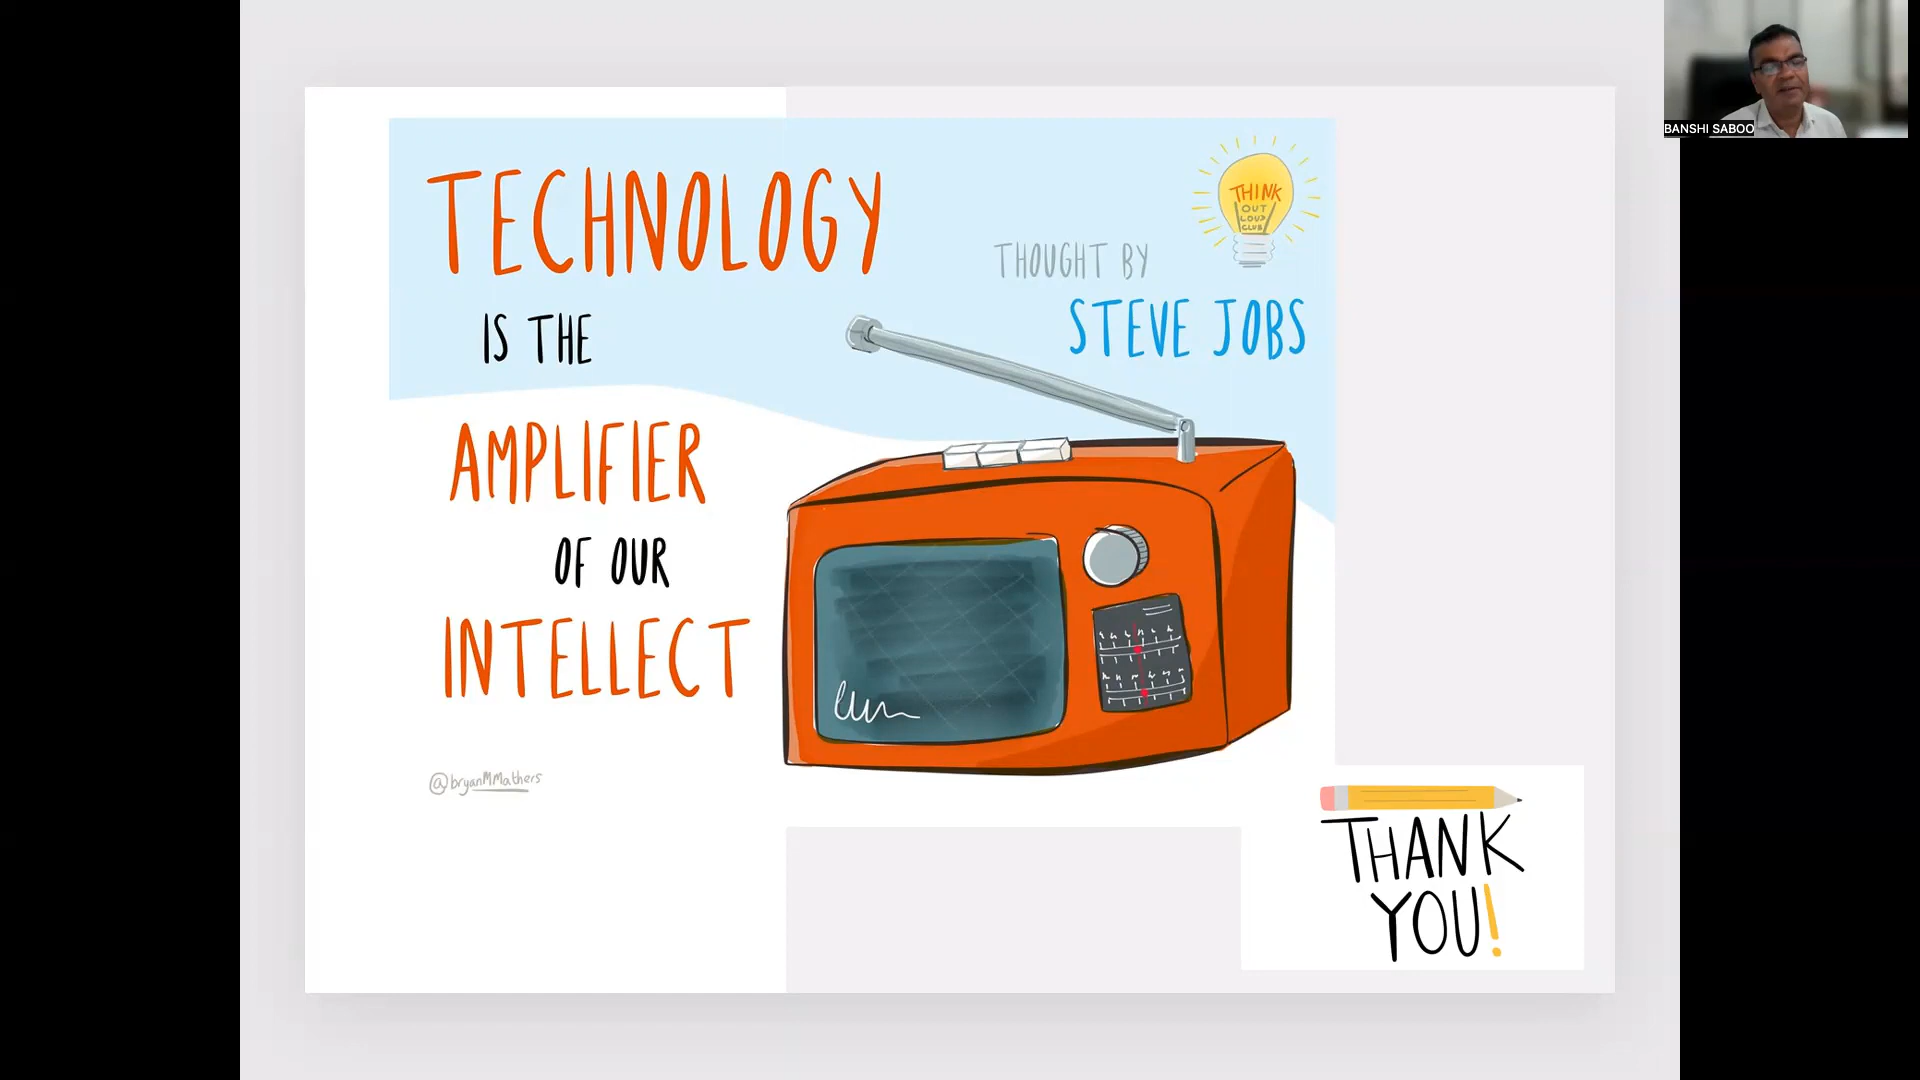 TECHNOLOGY
IS THE
AMPLIFIER
OF OUR
INTELLECT
@bryanMMathers
THOUGHT BY
STEVE JOBS
THINK
OUT
LOUD
CLUB
THANK
YOU!
BANSHI SABOO